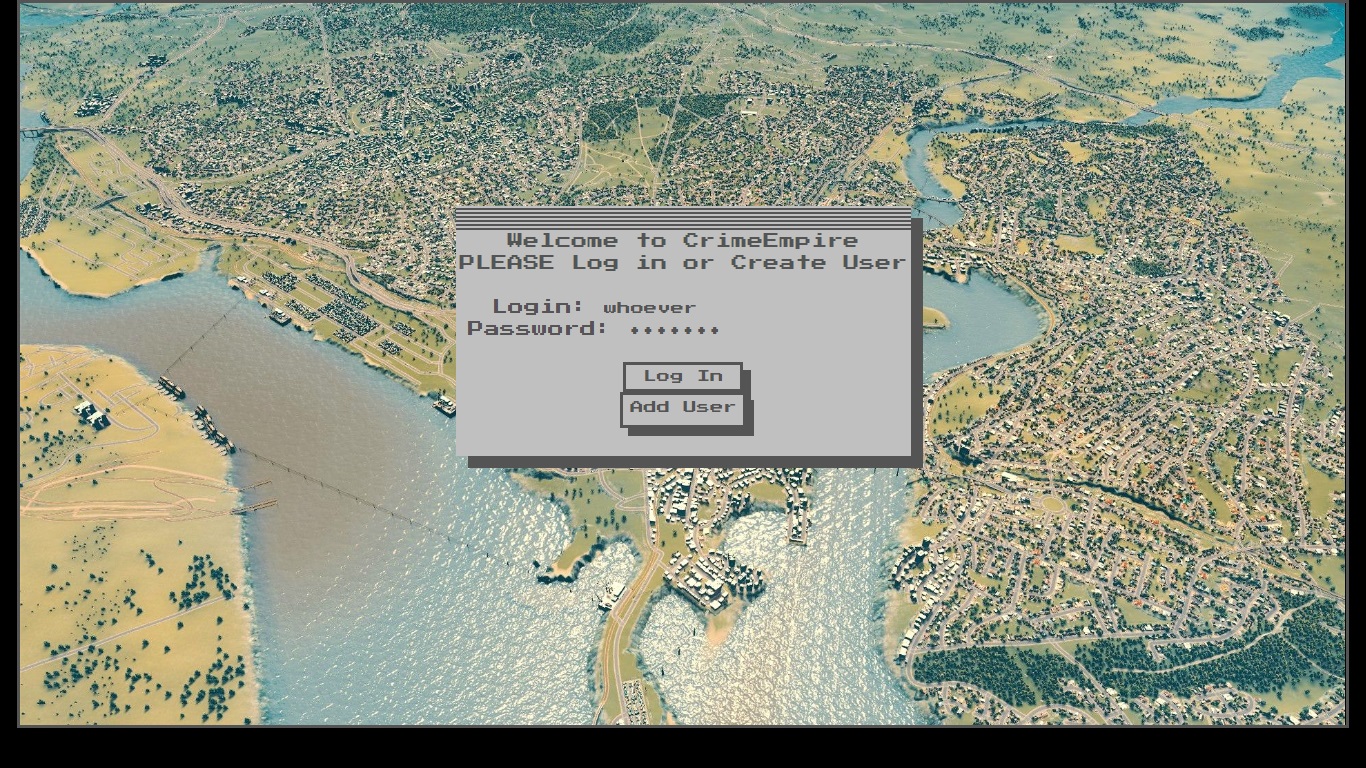 Welcome to CrimeEmpire
PLEASE Log in or Create User
Login: whoever
Password: ♦♦♦♦♦♦♦
Log In
Add User